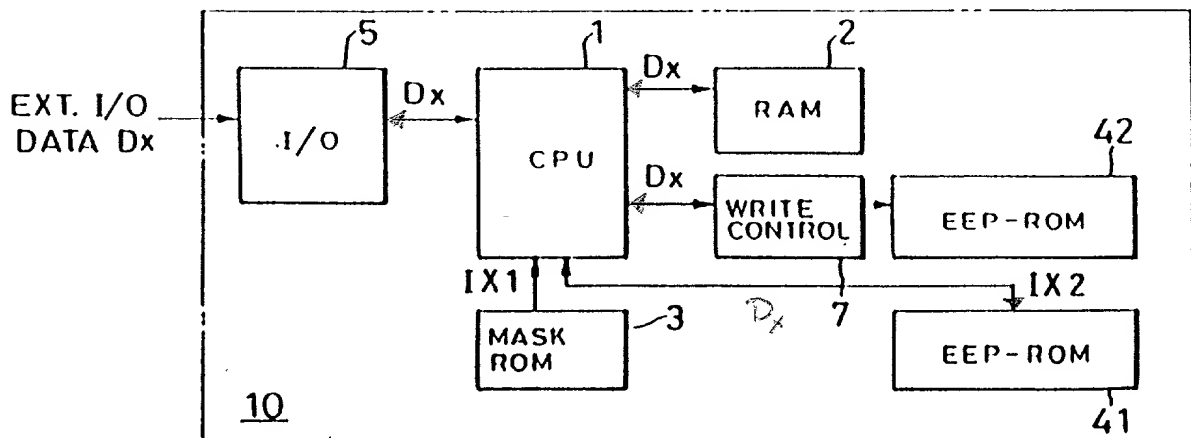 5
1
2
EXT. I/O
DATA Dx
I/O
Dx
CPU
Dx
RAM
Dx
WRITE
CONTROL
42
EEP-ROM
IX1
IX2
MASK
ROM
3
Dx
7
EEP-ROM
10
41